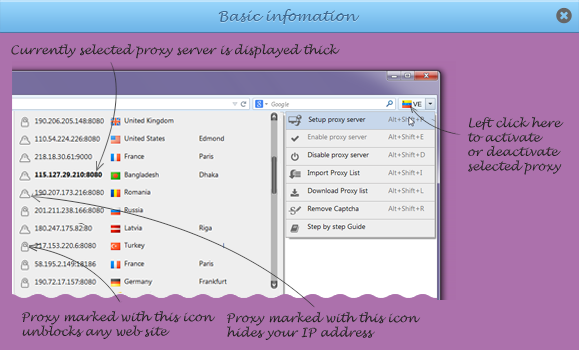 Basic infomation
Currently selected proxy server is displayed thick
Google
VE
190.206.205.148:8080 United Kingdom
110.54.224.226:8080 United States Edmond
218.18.30.61:9000 France Paris
115.127.29.210:8080 Bangladesh Dhaka
190.207.173.216:8080 Romania
201.211.238.166:8080 Russia
180.247.175.82:80 Latvia Riga
217.153.220.6:8080 Turkey I
58.195.2.149:18186 France Paris
190.72.17.157:8080 Germany Frankfurt
Setup proxy server Alt+Shift+P
Enable proxy server Alt+Shift+E
Disable proxy server Alt+Shift+D
Import Proxy List Alt+Shift+I
Download Proxy list Alt+Shift+L
Remove Captcha Alt+Shift+R
Step by step Guide
Left click here
to activate
or deactivate
selected proxy
Proxy marked with this icon
unblocks any web site
Proxy marked with this icon
hides your IP address